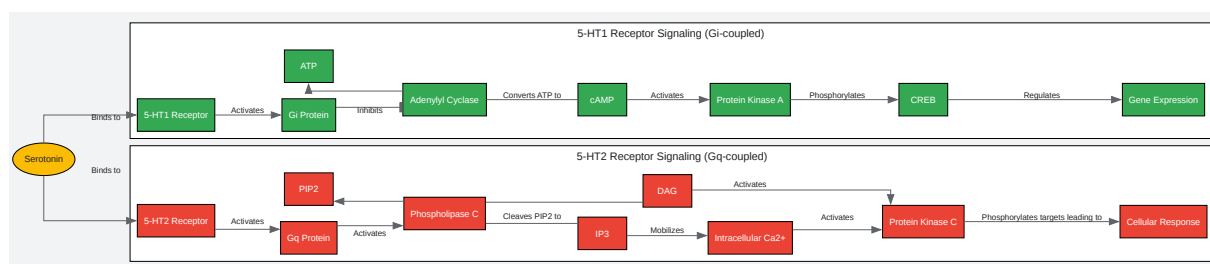 5-HT1 Receptor Signaling (Gi-coupled)
ATP
5-HT1 Receptor
Activates
Gi Protein
Inhibits
Adenylyl Cyclase
Converts ATP to
cAMP
Activates
Protein Kinase A
Phosphorylates
CREB
Regulates
Gene Expression
Binds to
Serotonin
Binds to
5-HT2 Receptor Signaling (Gq-coupled)
PIP2
5-HT2 Receptor
Activates
Gq Protein
Activates
Phospholipase C
Cleaves PIP2 to
DAG
Activates
IP3
Mobilizes
Intracellular Ca2+
Activates
Protein Kinase C
Phosphorylates targets leading to
Cellular Response